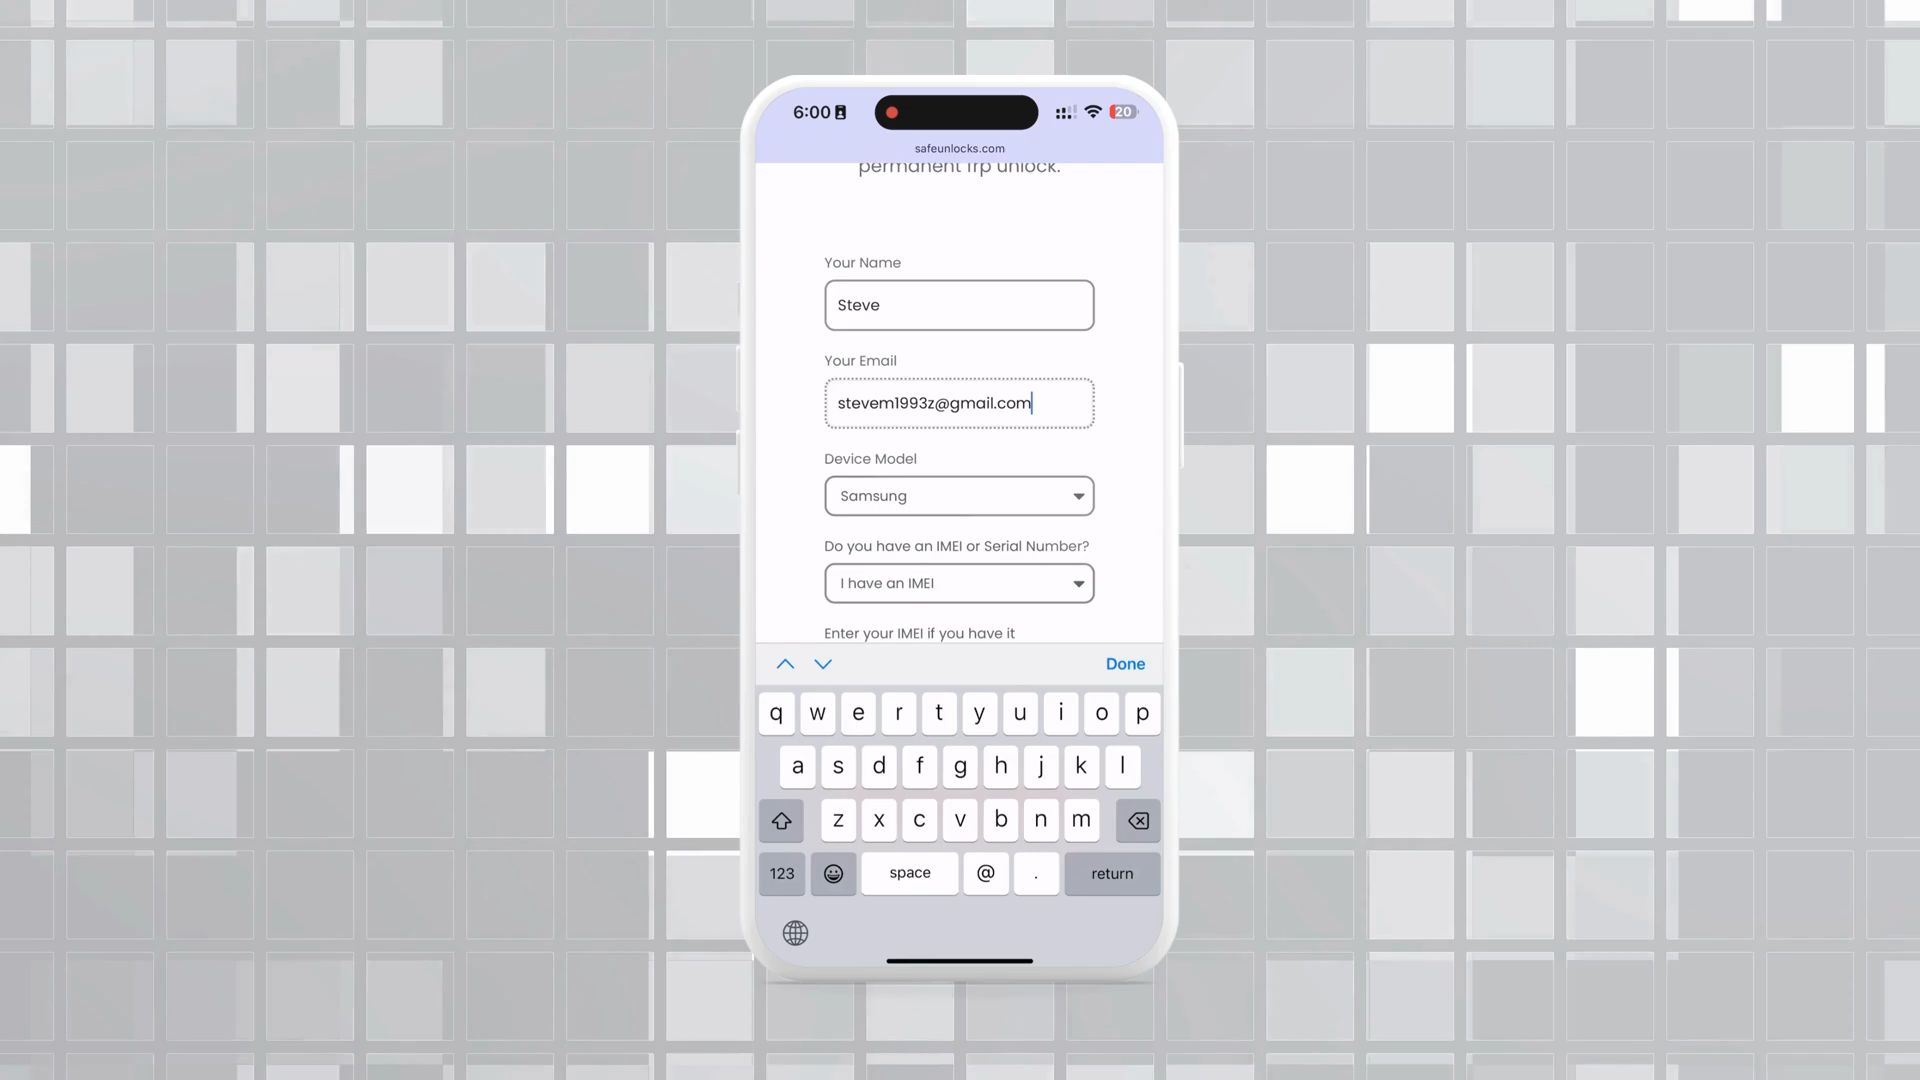 6:00
20
safeunlocks.com
permanent frp unlock.
Your Name
Steve
Your Email
stevem1993z@gmail.com
Device Model
Samsung
Do you have an IMEI or Serial Number?
I have an IMEI
Enter your IMEI if you have it
Done
q w e r t y u i o p
a s d f g h j k l
z x c v b n m
123 space @ . return